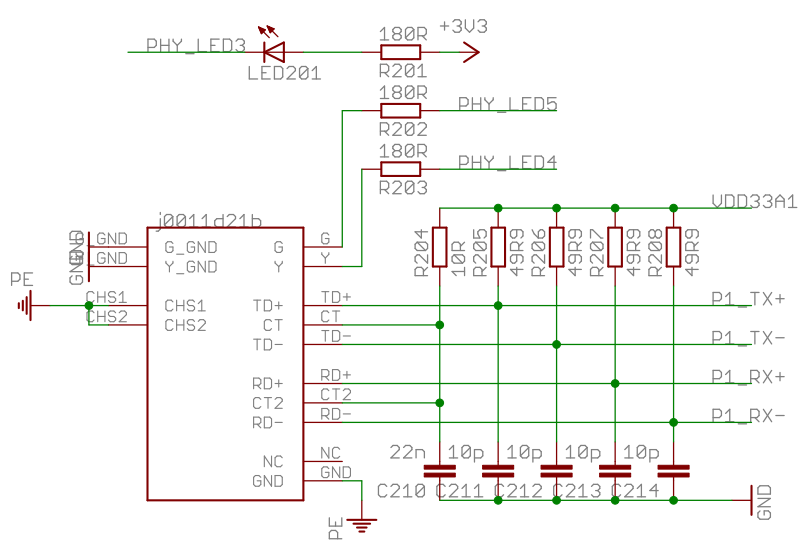 +3V3
180R
PHY_LED3
LED201
R201
180R
PHY_LED5
R202
180R
PHY_LED4
R203
VDD33A1
j0011d21b
R204
10R
R205
49R9
R206
49R9
R207
49R9
R208
49R9
GND
GND
G_GND
G_GND
G
G
Y_GND
Y_GND
Y
Y
PE
CHS1
CHS1
TD+
TD+
P1_TX+
CHS2
CHS2
CT
CT
TD-
TD-
P1_TX-
RD+
RD+
P1_RX+
CT2
CT2
RD-
RD-
P1_RX-
NC
NC
22n
10p
10p
10p
10p
GND
GND
C210
C211
C212
C213
C214
GND
PE